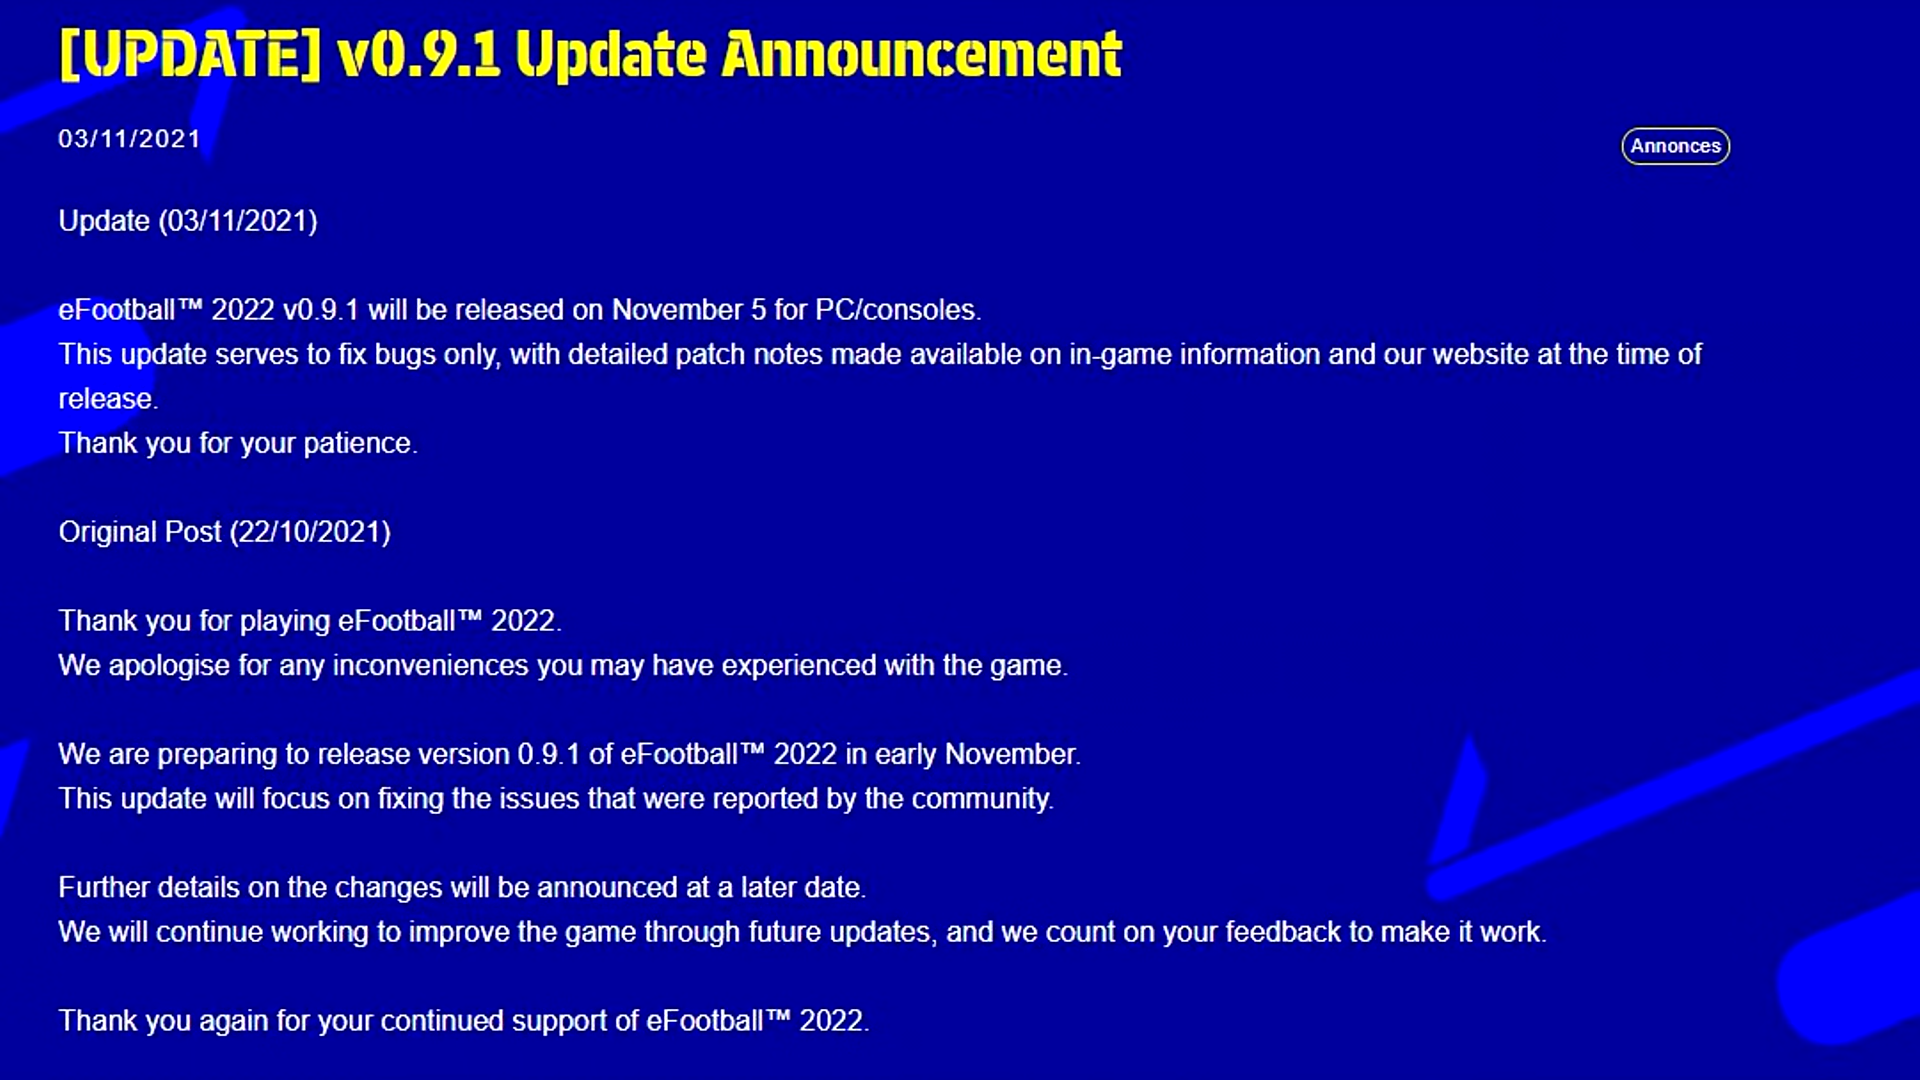 [UPDATE] v0.9.1 Update Announcement
03/11/2021
Annonces
Update (03/11/2021)
eFootball™ 2022 v0.9.1 will be released on November 5 for PC/consoles.
This update serves to fix bugs only, with detailed patch notes made available on in-game information and our website at the time of
release.
Thank you for your patience.
Original Post (22/10/2021)
Thank you for playing eFootball™ 2022.
We apologise for any inconveniences you may have experienced with the game.
We are preparing to release version 0.9.1 of eFootball™ 2022 in early November.
This update will focus on fixing the issues that were reported by the community.
Further details on the changes will be announced at a later date.
We will continue working to improve the game through future updates, and we count on your feedback to make it work.
Thank you again for your continued support of eFootball™ 2022.